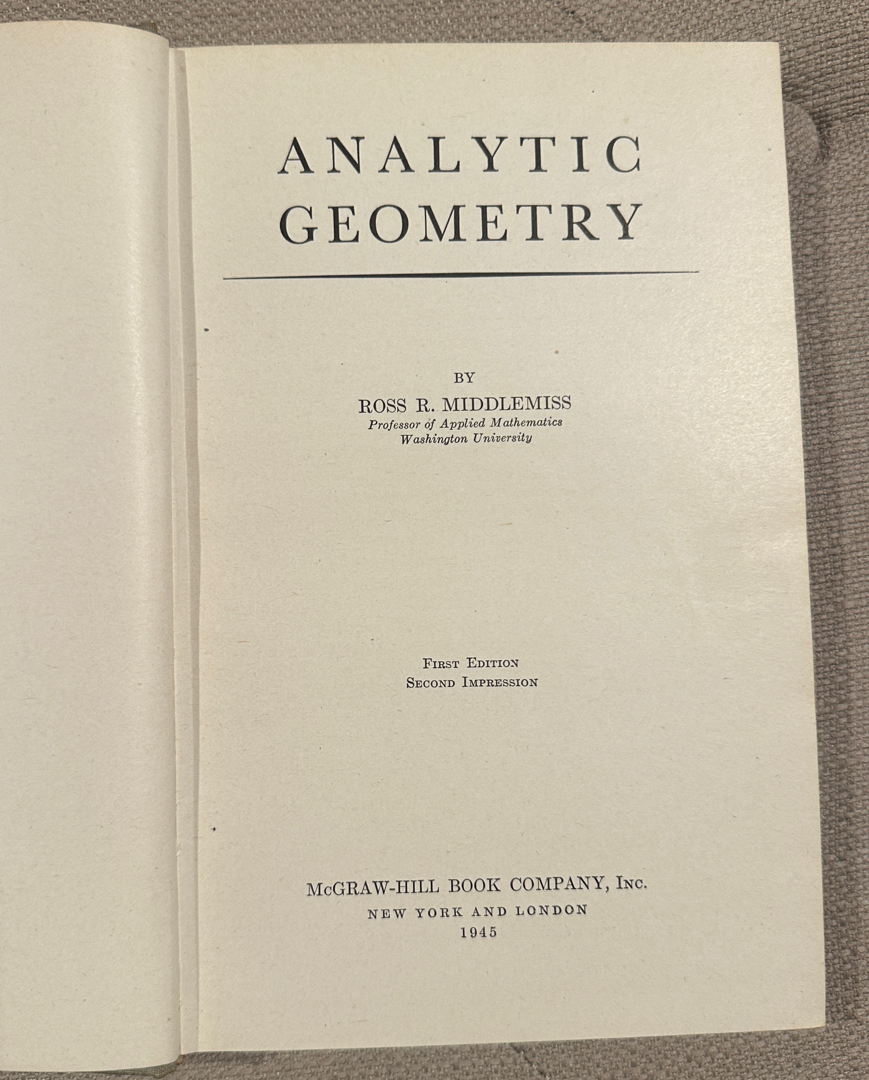 ANALYTIC
GEOMETRY
BY
ROSS R. MIDDLEMISS
Professor of Applied Mathematics
Washington University
First Edition
Second Impression
McGRAW-HILL BOOK COMPANY, Inc.
NEW YORK AND LONDON
1945